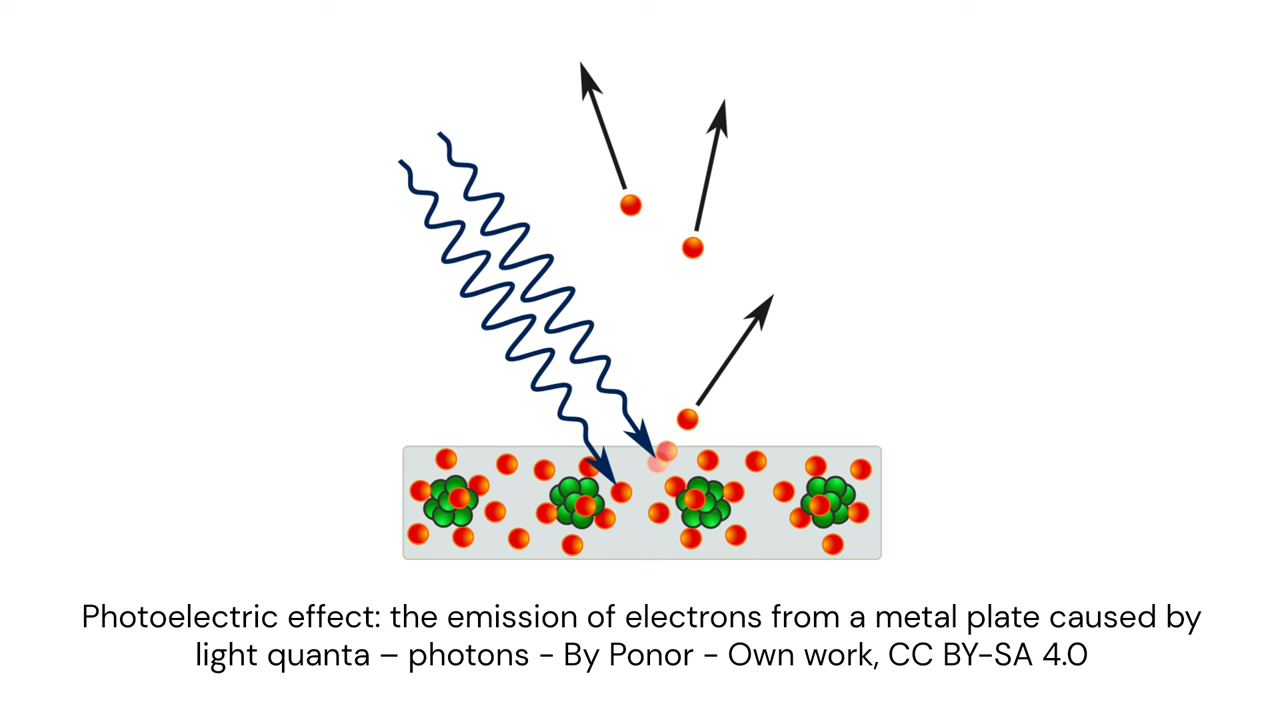 Photoelectric effect: the emission of electrons from a metal plate caused by
light quanta – photons - By Ponor - Own work, CC BY-SA 4.0